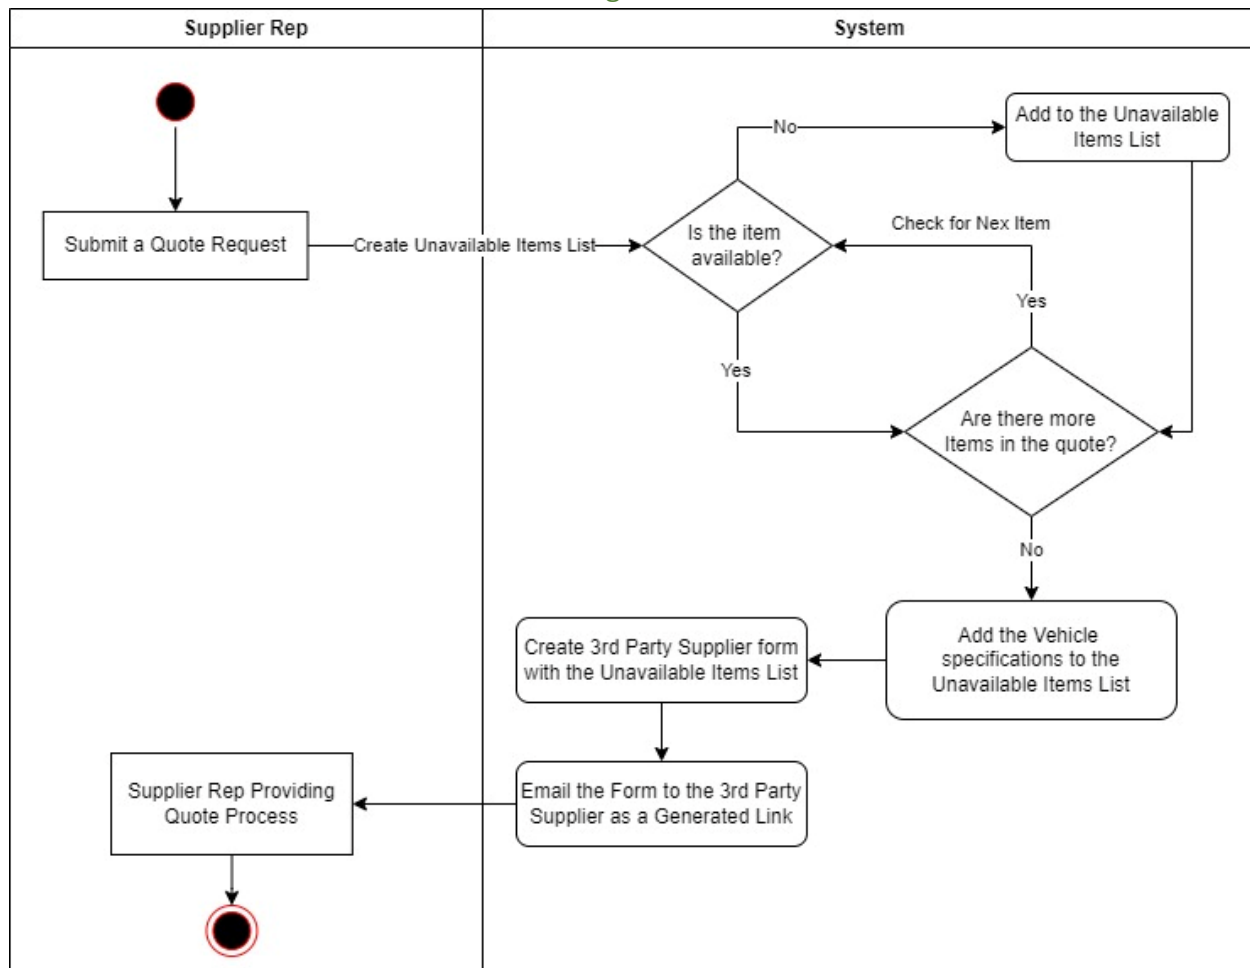 Supplier Rep
System
Add to the Unavailable
Items List
No
Submit a Quote Request
Create Unavailable Items List
Is the item
available?
Check for Nex Item
Yes
Yes
Are there more
Items in the quote?
No
Add the Vehicle
specifications to the
Unavailable Items List
Create 3rd Party Supplier form
with the Unavailable Items List
Email the Form to the 3rd Party
Supplier as a Generated Link
Supplier Rep Providing
Quote Process